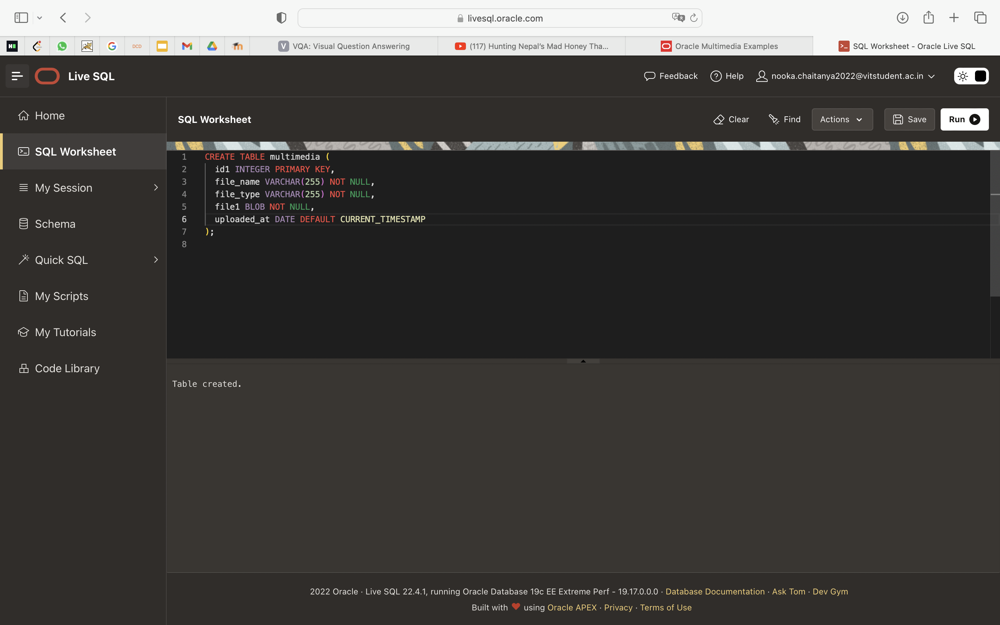 livesql.oracle.com
DCD
V VQA: Visual Question Answering
(117) Hunting Nepal’s Mad Honey Tha...
Oracle Multimedia Examples
SQL Worksheet - Oracle Live SQL
Live SQL
Feedback
Help
nooka.chaitanya2022@vitstudent.ac.in
Home
SQL Worksheet
My Session
Schema
Quick SQL
My Scripts
My Tutorials
Code Library
SQL Worksheet
Clear
Find
Actions
Save
Run
1 CREATE TABLE multimedia (
2 id1 INTEGER PRIMARY KEY,
3 file_name VARCHAR(255) NOT NULL,
4 file_type VARCHAR(255) NOT NULL,
5 file1 BLOB NOT NULL,
6 uploaded_at DATE DEFAULT CURRENT_TIMESTAMP
7 );
8
Table created.
2022 Oracle · Live SQL 22.4.1, running Oracle Database 19c EE Extreme Perf - 19.17.0.0.0 · Database Documentation · Ask Tom · Dev Gym
Built with ❤ using Oracle APEX · Privacy · Terms of Use